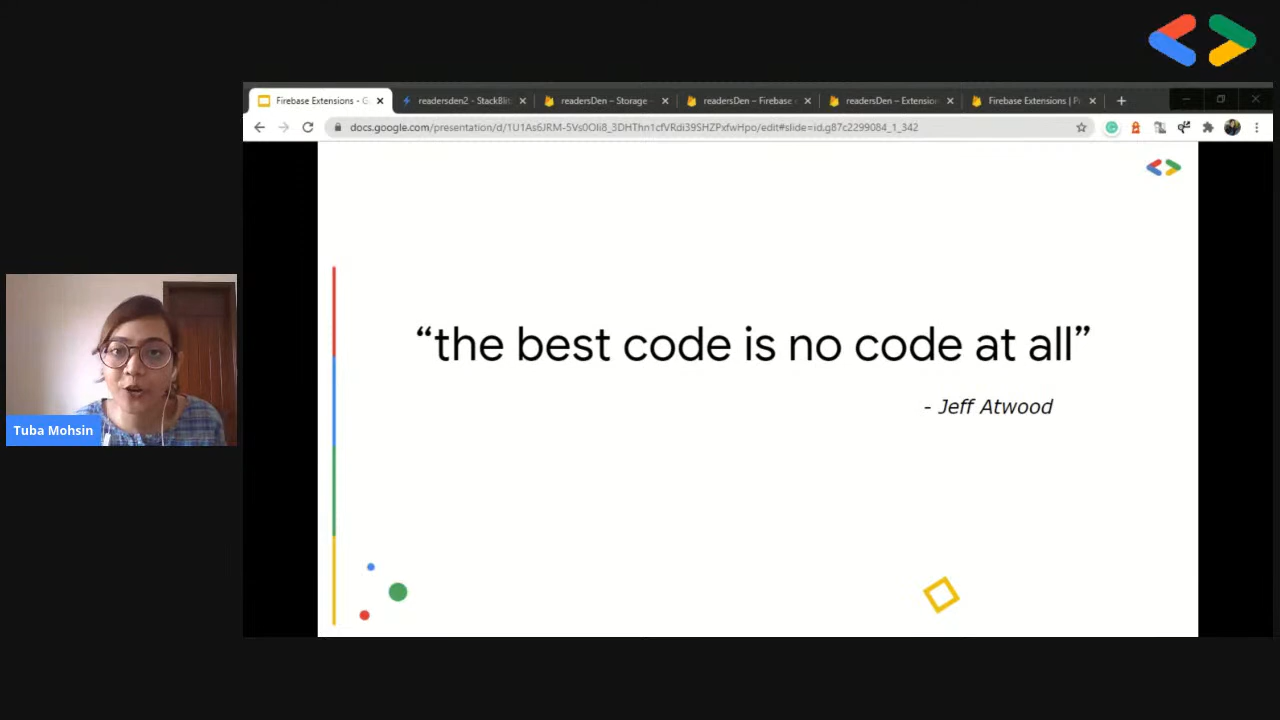 Firebase Extensions - G
readersden2 - StackBlit
readersDen – Storage
readersDen – Firebase
readersDen – Extension
Firebase Extensions | P
docs.google.com/presentation/d/1U1As6JRM-5Vs0Oli8_3DHThn1cfVRdi39SHZPxfwHpo/edit#slide=id.g87c2299084_1_342
“the best code is no code at all”
- Jeff Atwood
Tuba Mohsin